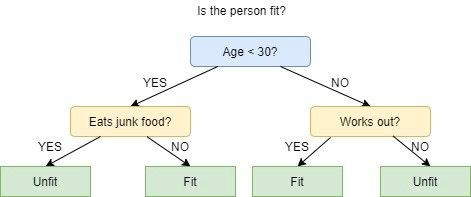 Is the person fit?
Age < 30?
YES
NO
Eats junk food?
Works out?
YES
NO
YES
NO
Unfit
Fit
Fit
Unfit